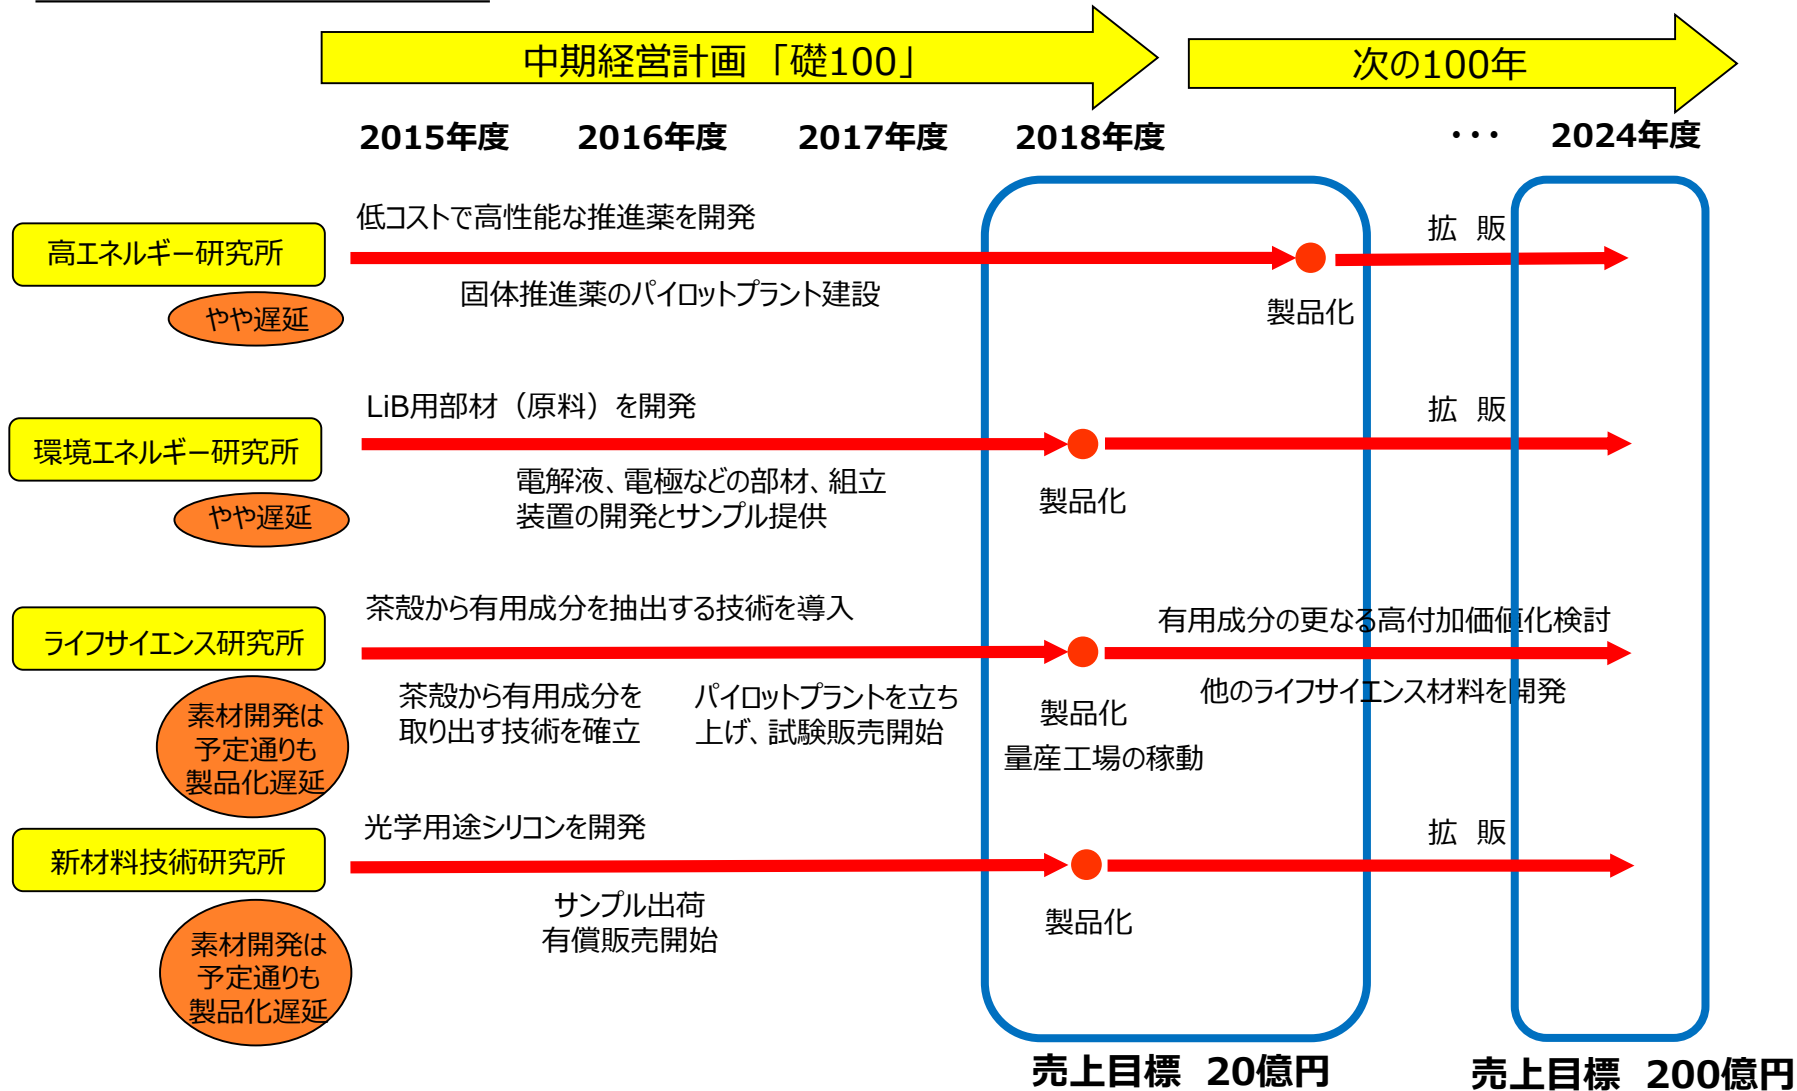 中期経営計画「礎100」
次の100年
2015年度
2016年度
2017年度
2018年度
・・・
2024年度
低コストで高性能な推進薬を開発
拡 販
高エネルギー研究所
固体推進薬のパイロットプラント建設
製品化
やや遅延
LiB用部材（原料）を開発
拡 販
環境エネルギー研究所
電解液、電極などの部材、組立
装置の開発とサンプル提供
製品化
やや遅延
茶殻から有用成分を抽出する技術を導入
有用成分の更なる高付加価値化検討
ライフサイエンス研究所
茶殻から有用成分を
取り出す技術を確立
パイロットプラントを立ち
上げ、試験販売開始
製品化
量産工場の稼動
他のライフサイエンス材料を開発
素材開発は
予定通りも
製品化遅延
光学用途シリコンを開発
拡 販
新材料技術研究所
サンプル出荷
有償販売開始
製品化
素材開発は
予定通りも
製品化遅延
売上目標 20億円
売上目標 200億円